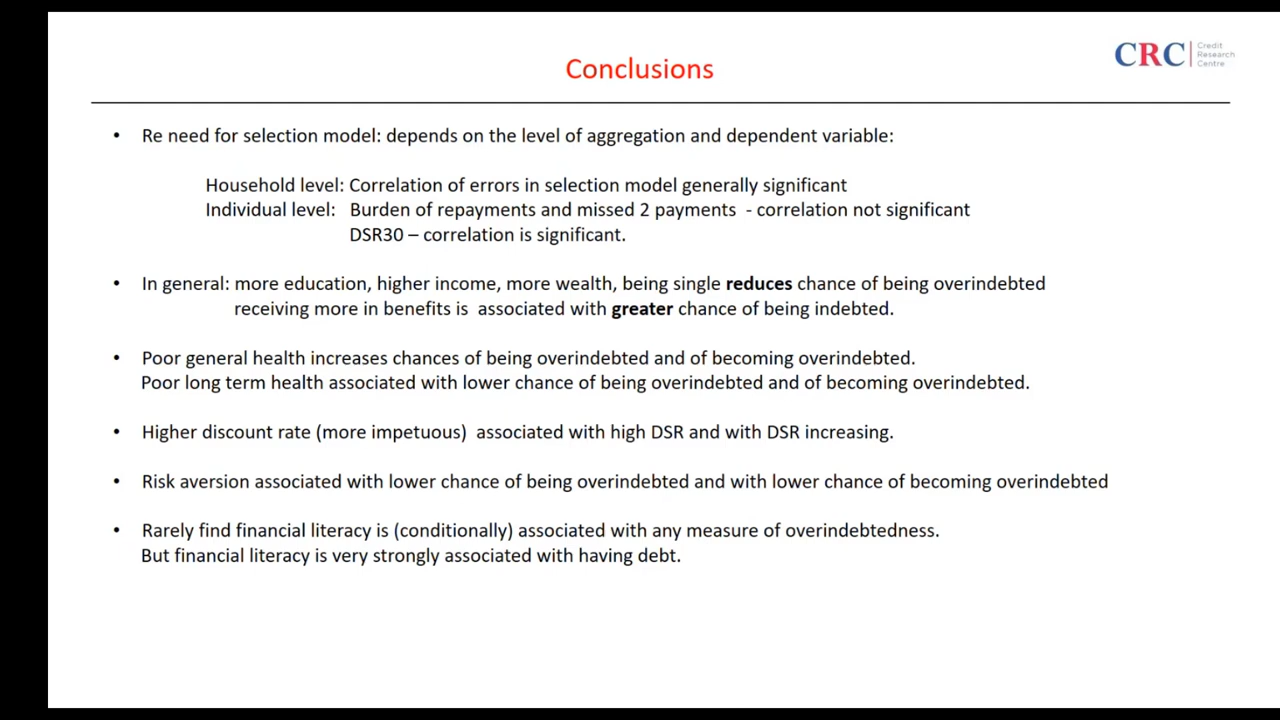 Conclusions
CRC
Credit
Research
Centre
• Re need for selection model: depends on the level of aggregation and dependent variable:
Household level: Correlation of errors in selection model generally significant
Individual level: Burden of repayments and missed 2 payments - correlation not significant
DSR30 – correlation is significant.
• In general: more education, higher income, more wealth, being single reduces chance of being overindebted
receiving more in benefits is associated with greater chance of being indebted.
• Poor general health increases chances of being overindebted and of becoming overindebted.
Poor long term health associated with lower chance of being overindebted and of becoming overindebted.
• Higher discount rate (more impetuous) associated with high DSR and with DSR increasing.
• Risk aversion associated with lower chance of being overindebted and with lower chance of becoming overindebted
• Rarely find financial literacy is (conditionally) associated with any measure of overindebtedness.
But financial literacy is very strongly associated with having debt.